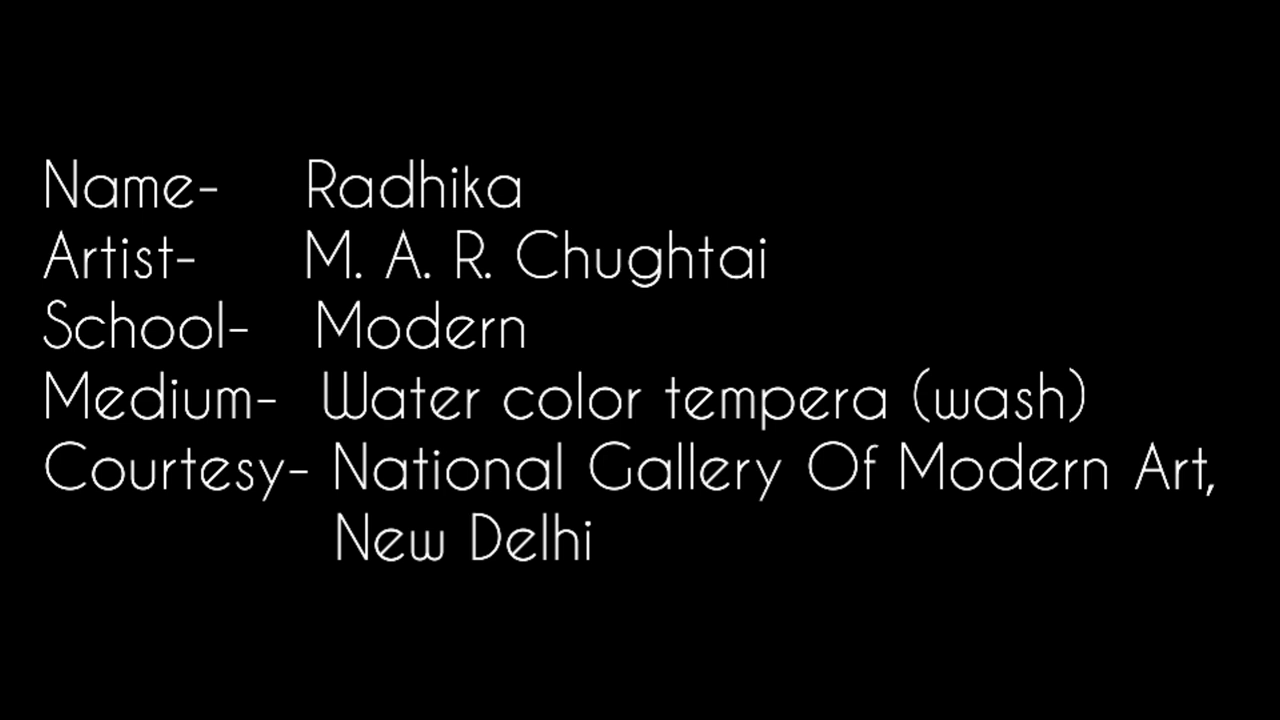 Name- Radhika
Artist- M. A. R. Chughtai
School- Modern
Medium- Water color tempera (wash)
Courtesy- National Gallery Of Modern Art,
New Delhi